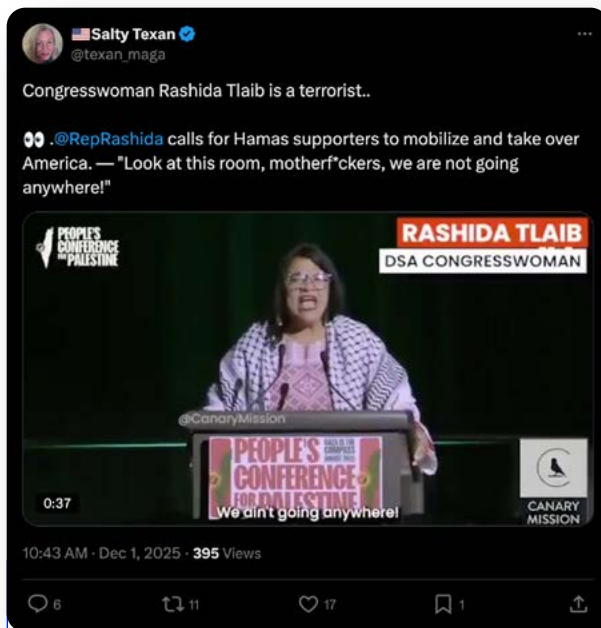 🇺🇸Salty Texan
@texan_maga
Congresswoman Rashida Tlaib is a terrorist..
👀 .@RepRashida calls for Hamas supporters to mobilize and take over
America. — "Look at this room, motherf*ckers, we are not going
anywhere!"
PEOPLE'S
CONFERENCE
FOR PALESTINE
RASHIDA TLAIB
DSA CONGRESSWOMAN
@CanaryMission
PEOPLE'S
CONFERENCE
FOR PALESTINE
We ain't going anywhere!
0:37
CANARY
MISSION
10:43 AM · Dec 1, 2025 · 395 Views
6
11
17
1